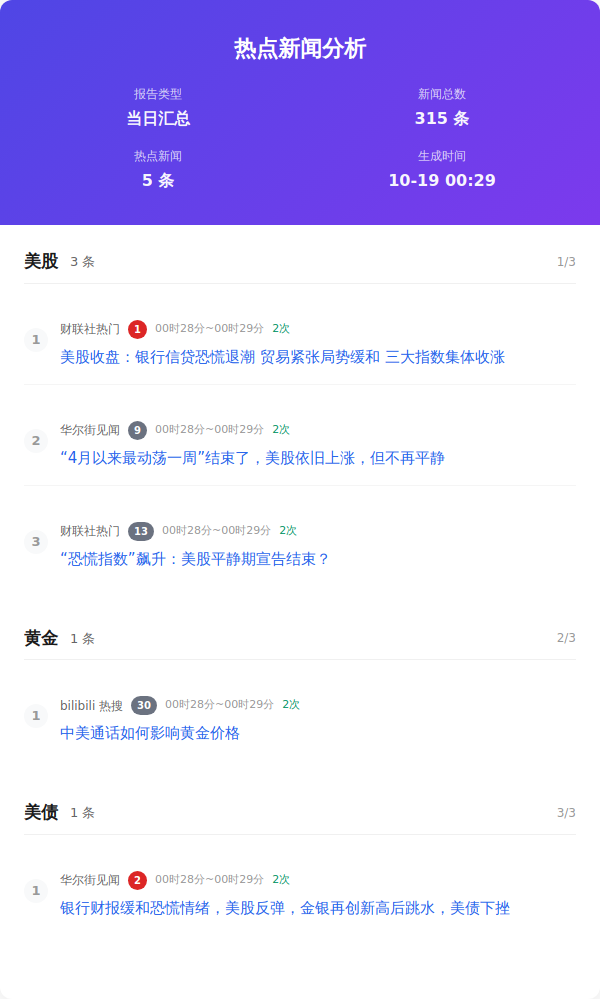 热点新闻分析
报告类型 新闻总数
当日汇总 315 条
热点新闻 生成时间
5 条 10-19 00:29
美股 3 条 1/3
1 财联社热门 1 00时28分~00时29分 2次
美股收盘：银行信贷恐慌退潮 贸易紧张局势缓和 三大指数集体收涨
2 华尔街见闻 9 00时28分~00时29分 2次
“4月以来最动荡一周”结束了，美股依旧上涨，但不再平静
3 财联社热门 13 00时28分~00时29分 2次
“恐慌指数”飙升：美股平静期宣告结束？
黄金 1 条 2/3
1 bilibili 热搜 30 00时28分~00时29分 2次
中美通话如何影响黄金价格
美债 1 条 3/3
1 华尔街见闻 2 00时28分~00时29分 2次
银行财报缓和恐慌情绪，美股反弹，金银再创新高后跳水，美债下挫